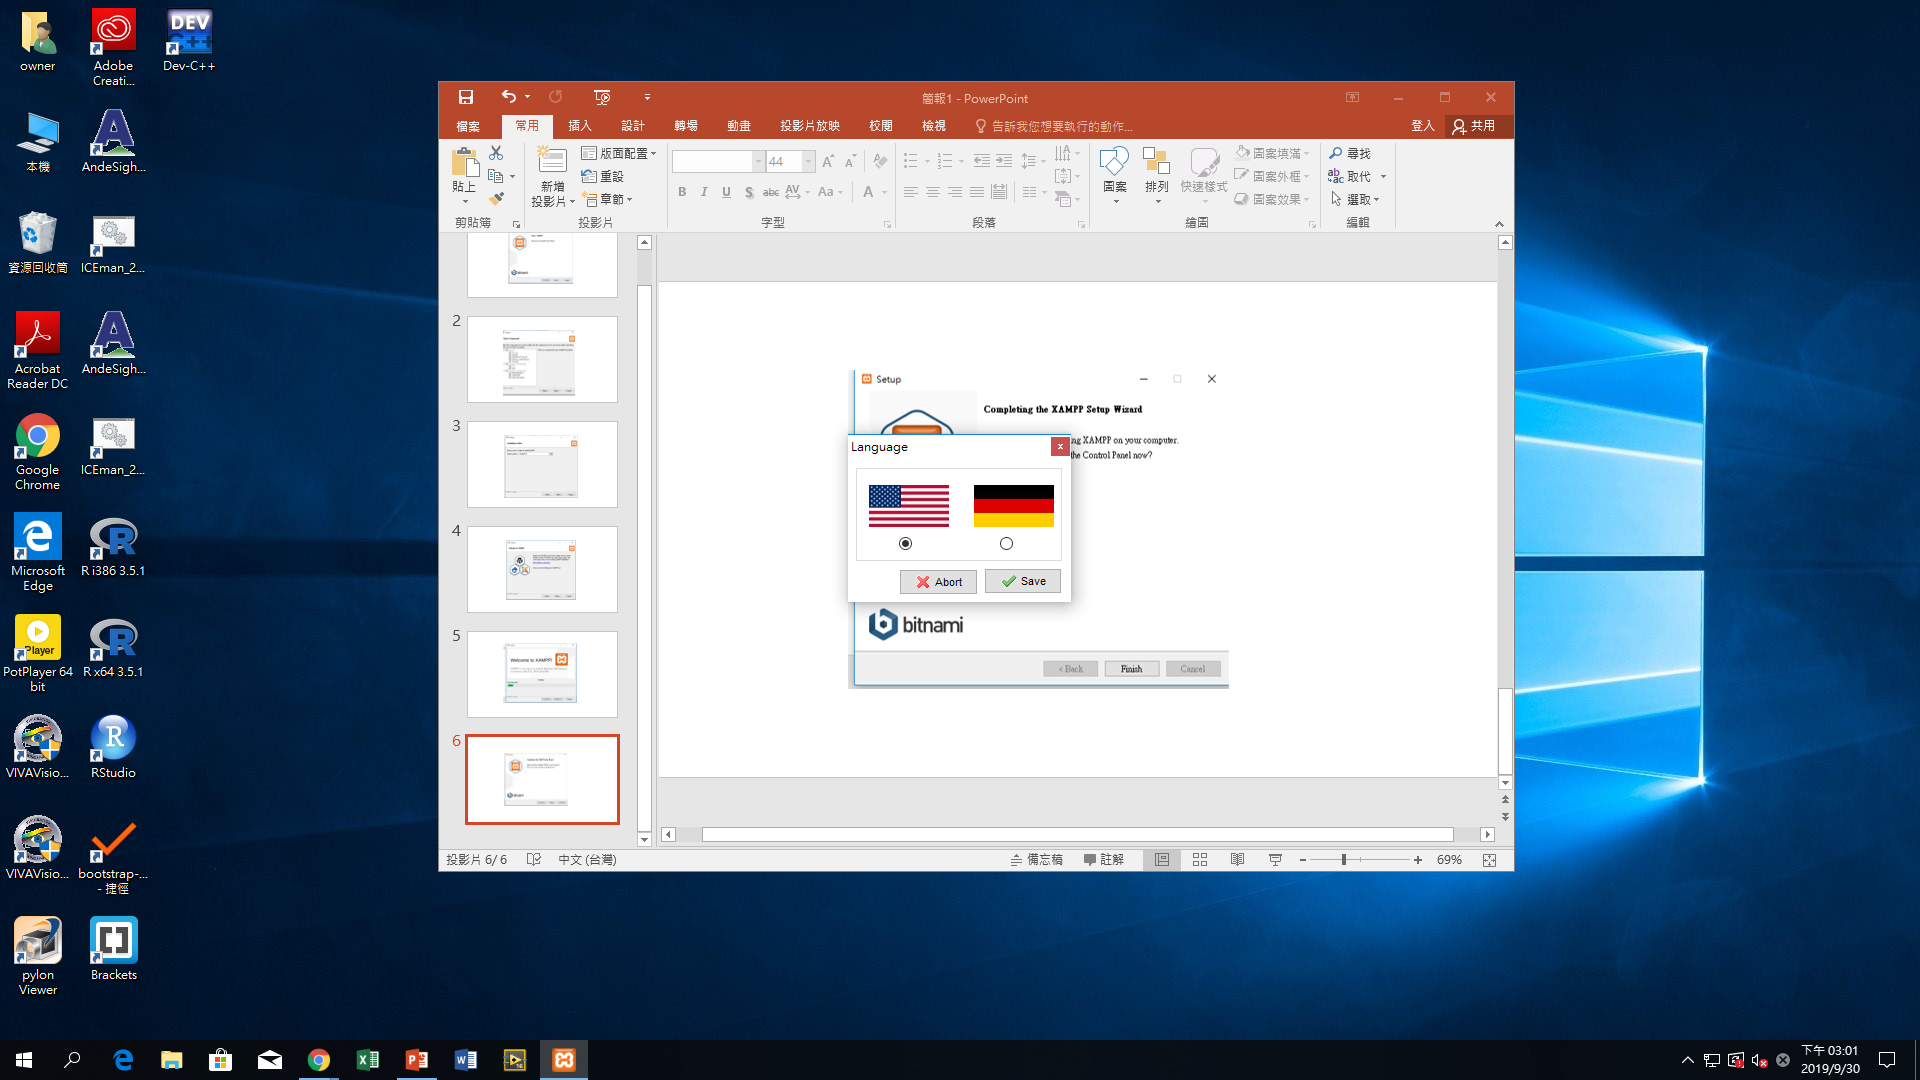 owner
Adobe
Creati...
Dev-C++
本機
AndeSigh...
資源回收筒
ICEman_2...
Acrobat
Reader DC
AndeSigh...
Google
Chrome
ICEman_2...
Microsoft
Edge
R i386 3.5.1
PotPlayer 64
bit
R x64 3.5.1
VIVAVisio...
RStudio
VIVAVisio...
bootstrap-...
- 捷徑
pylon
Viewer
Brackets
簡報1 - PowerPoint
檔案 常用 插入 設計 轉場 動畫 投影片放映 校閱 檢視 告訴我您想要執行的動作... 登入 共用
貼上
剪貼簿
新增
投影片
版面配置
重設
章節
投影片
44
B I U S abc AV Aa A
字型
段落
圖案
排列
快速樣式
圖案填滿
圖案外框
圖案效果
繪圖
尋找
取代
選取
編輯
2
3
4
5
Welcome to XAMPP!
6
bitnami
Setup
Completing the XAMPP Setup Wizard
ng XAMPP on your computer.
the Control Panel now?
Language
Abort
Save
bitnami
< Back
Finish
Cancel
投影片 6/6 中文 (台灣) 備忘稿 註解 69%
下午 03:01
2019/9/30